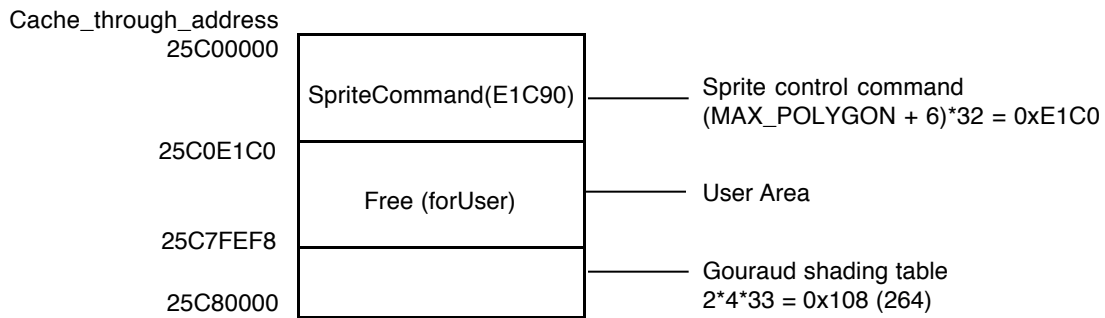 Cache_through_address
25C00000
SpriteCommand(E1C90)
Sprite control command
(MAX_POLYGON + 6)*32 = 0xE1C0
25C0E1C0
Free (forUser)
User Area
25C7FEF8
Gouraud shading table
2*4*33 = 0x108 (264)
25C80000